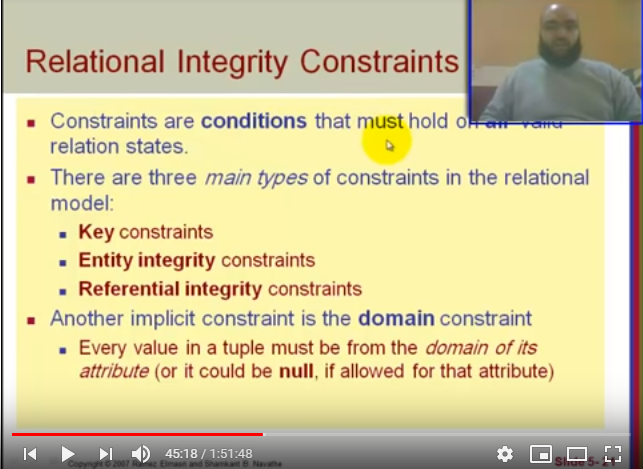 Relational Integrity Constraints
Constraints are conditions that must hold on all valid
relation states.
There are three main types of constraints in the relational
model:
Key constraints
Entity integrity constraints
Referential integrity constraints
Another implicit constraint is the domain constraint
Every value in a tuple must be from the domain of its
attribute (or it could be null, if allowed for that attribute)
45:18 / 1:51:48
Copyright © 2007 Ramez Elmasri and Shamkant B. Navathe
Slide 5-